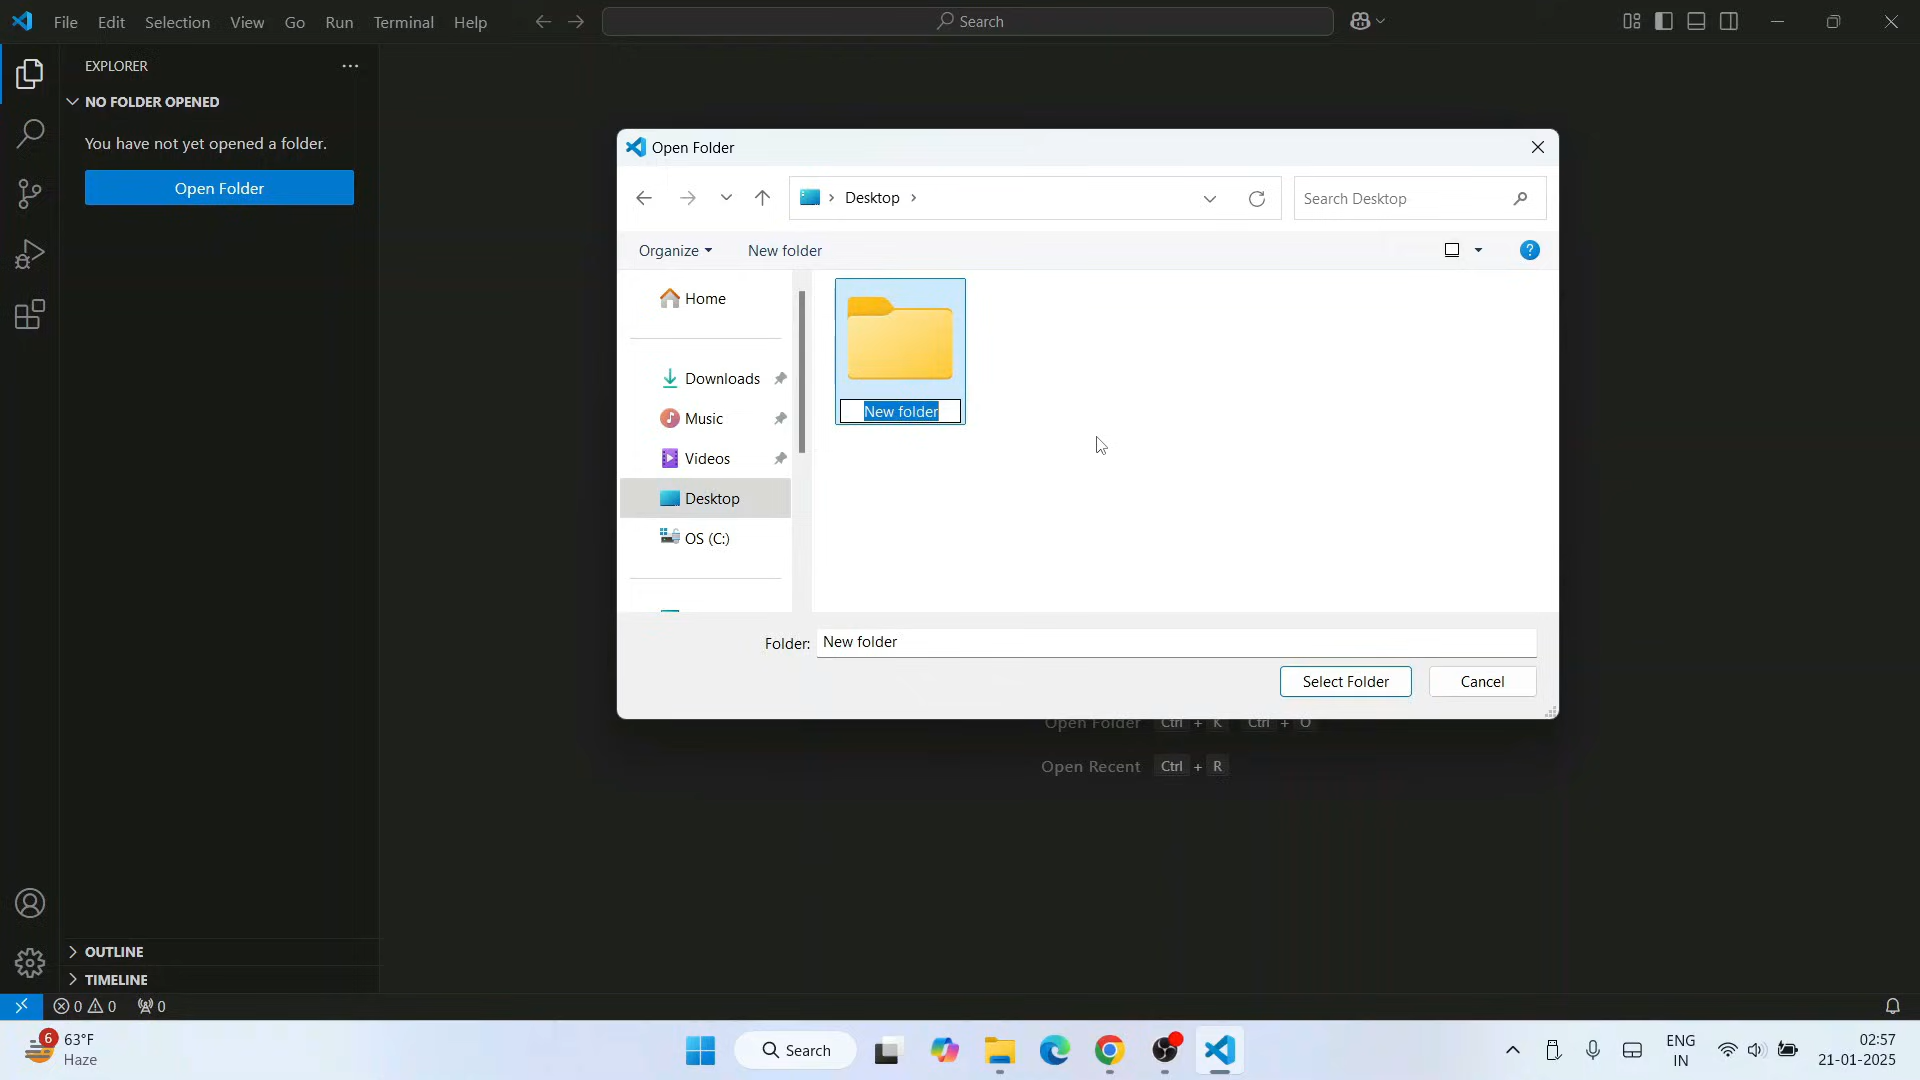 File Edit Selection View Go Run Terminal Help
Search
EXPLORER
NO FOLDER OPENED
You have not yet opened a folder.
Open Folder
Open Folder
Desktop
Search Desktop
Organize
New folder
Home
Downloads
Music
Videos
Desktop
OS (C:)
New folder
Folder: New folder
Select Folder
Cancel
Open Folder Ctrl + K Ctrl + O
Open Recent Ctrl + R
OUTLINE
TIMELINE
0 0 0
6
63°F
Haze
Search
ENG
IN
02:57
21-01-2025